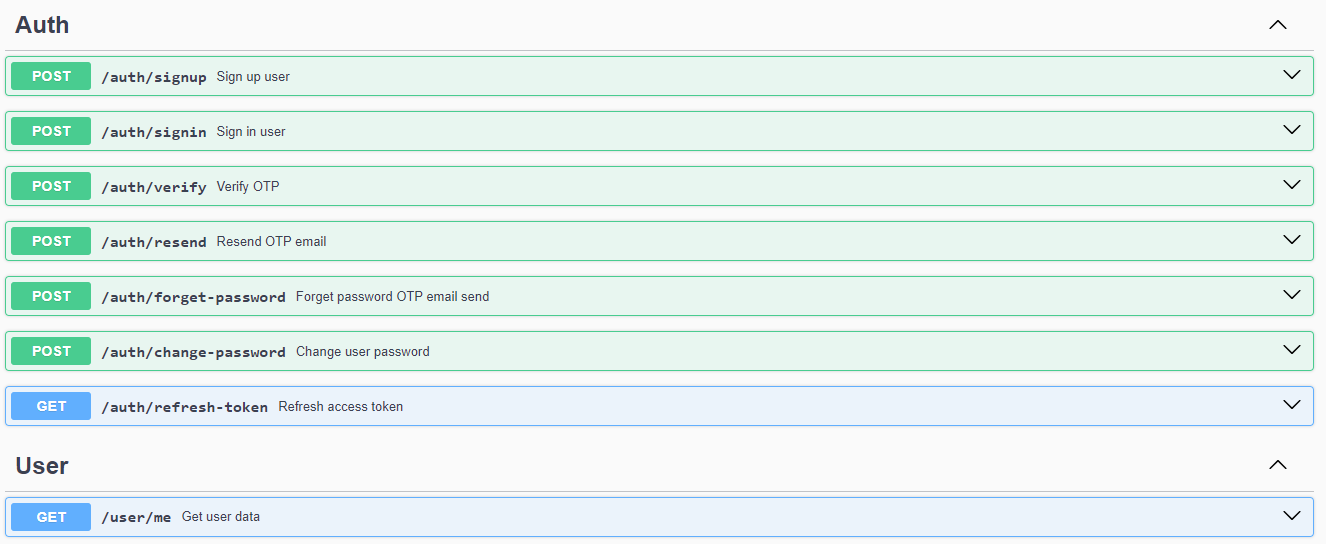 Auth
POST /auth/signup Sign up user
POST /auth/signin Sign in user
POST /auth/verify Verify OTP
POST /auth/resend Resend OTP email
POST /auth/forget-password Forget password OTP email send
POST /auth/change-password Change user password
GET /auth/refresh-token Refresh access token
User
GET /user/me Get user data